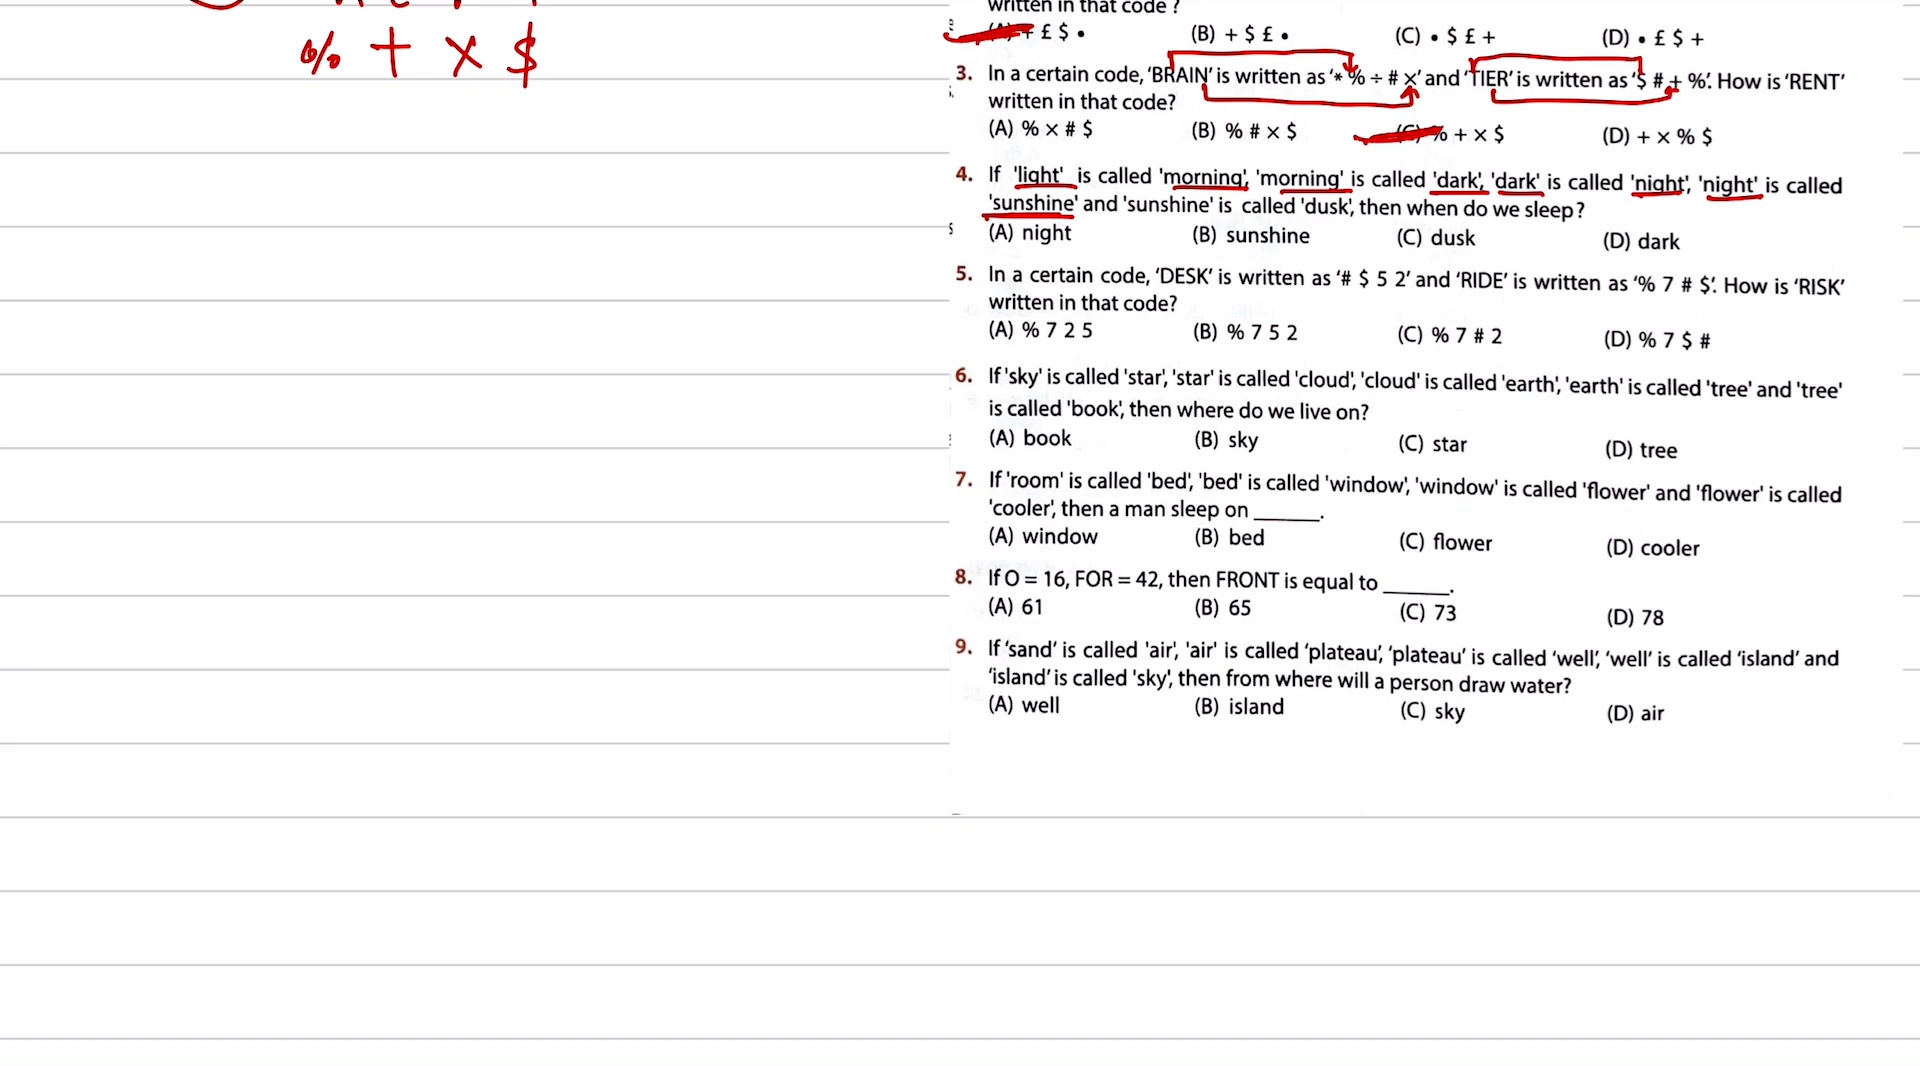 % + × $
written in that code ?
+ £ $ •
(B) + $ £ •
(C) • $ £ +
(D) • £ $ +
3. In a certain code, 'BRAIN' is written as '* % ÷ # ×' and 'TIER' is written as '$ # + %'. How is 'RENT'
written in that code?
(A) % × # $
(B) % # × $
(C) % + × $
(D) + × % $
4. If 'light' is called 'morning', 'morning' is called 'dark', 'dark' is called 'night', 'night' is called
'sunshine' and 'sunshine' is called 'dusk', then when do we sleep?
(A) night
(B) sunshine
(C) dusk
(D) dark
5. In a certain code, 'DESK' is written as '# $ 5 2' and 'RIDE' is written as '% 7 # $'. How is 'RISK'
written in that code?
(A) % 7 2 5
(B) % 7 5 2
(C) % 7 # 2
(D) % 7 $ #
6. If 'sky' is called 'star', 'star' is called 'cloud', 'cloud' is called 'earth', 'earth' is called 'tree' and 'tree'
is called 'book', then where do we live on?
(A) book
(B) sky
(C) star
(D) tree
7. If 'room' is called 'bed', 'bed' is called 'window', 'window' is called 'flower' and 'flower' is called
'cooler', then a man sleep on ______.
(A) window
(B) bed
(C) flower
(D) cooler
8. If O = 16, FOR = 42, then FRONT is equal to ______.
(A) 61
(B) 65
(C) 73
(D) 78
9. If 'sand' is called 'air', 'air' is called 'plateau', 'plateau' is called 'well', 'well' is called 'island' and
'island' is called 'sky', then from where will a person draw water?
(A) well
(B) island
(C) sky
(D) air